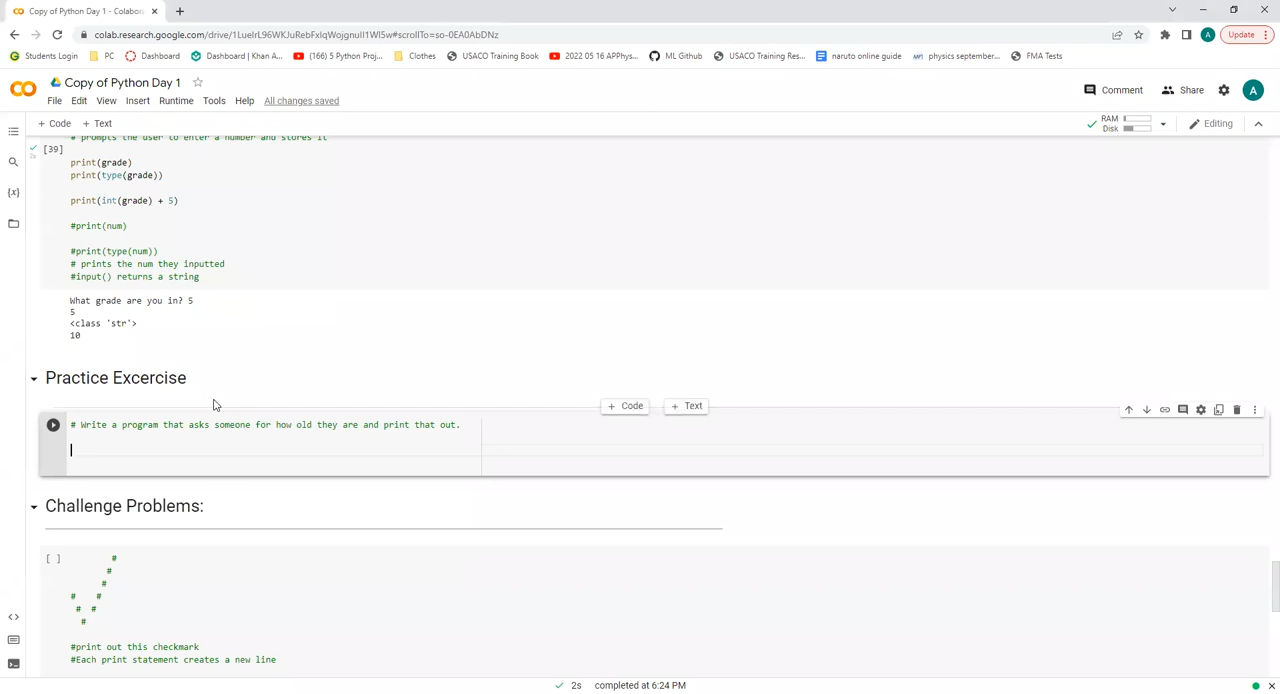 Copy of Python Day 1 - Colabor
colab.research.google.com/drive/1LueIrL96WKJuRebFxlqWojgnuII1WI5w#scrollTo=so-0EA0AbDNz
A
Update
Students Login
PC
Dashboard
Dashboard | Khan A...
(166) 5 Python Proj...
Clothes
USACO Training Book
2022 05 16 APPhys...
ML Github
USACO Training Res...
naruto online guide
physics september...
FMA Tests
Copy of Python Day 1
File Edit View Insert Runtime Tools Help All changes saved
Comment
Share
A
+ Code + Text
RAM
Disk
Editing
# prompts the user to enter a number and stores it
[39]
print(grade)
print(type(grade))
print(int(grade) + 5)
#print(num)
#print(type(num))
# prints the num they inputted
#input() returns a string
What grade are you in? 5
5
<class 'str'>
10
Practice Excercise
+ Code + Text
# Write a program that asks someone for how old they are and print that out.
Challenge Problems:
[ ] #
#
#
# #
# #
#
#print out this checkmark
#Each print statement creates a new line
2s completed at 6:24 PM